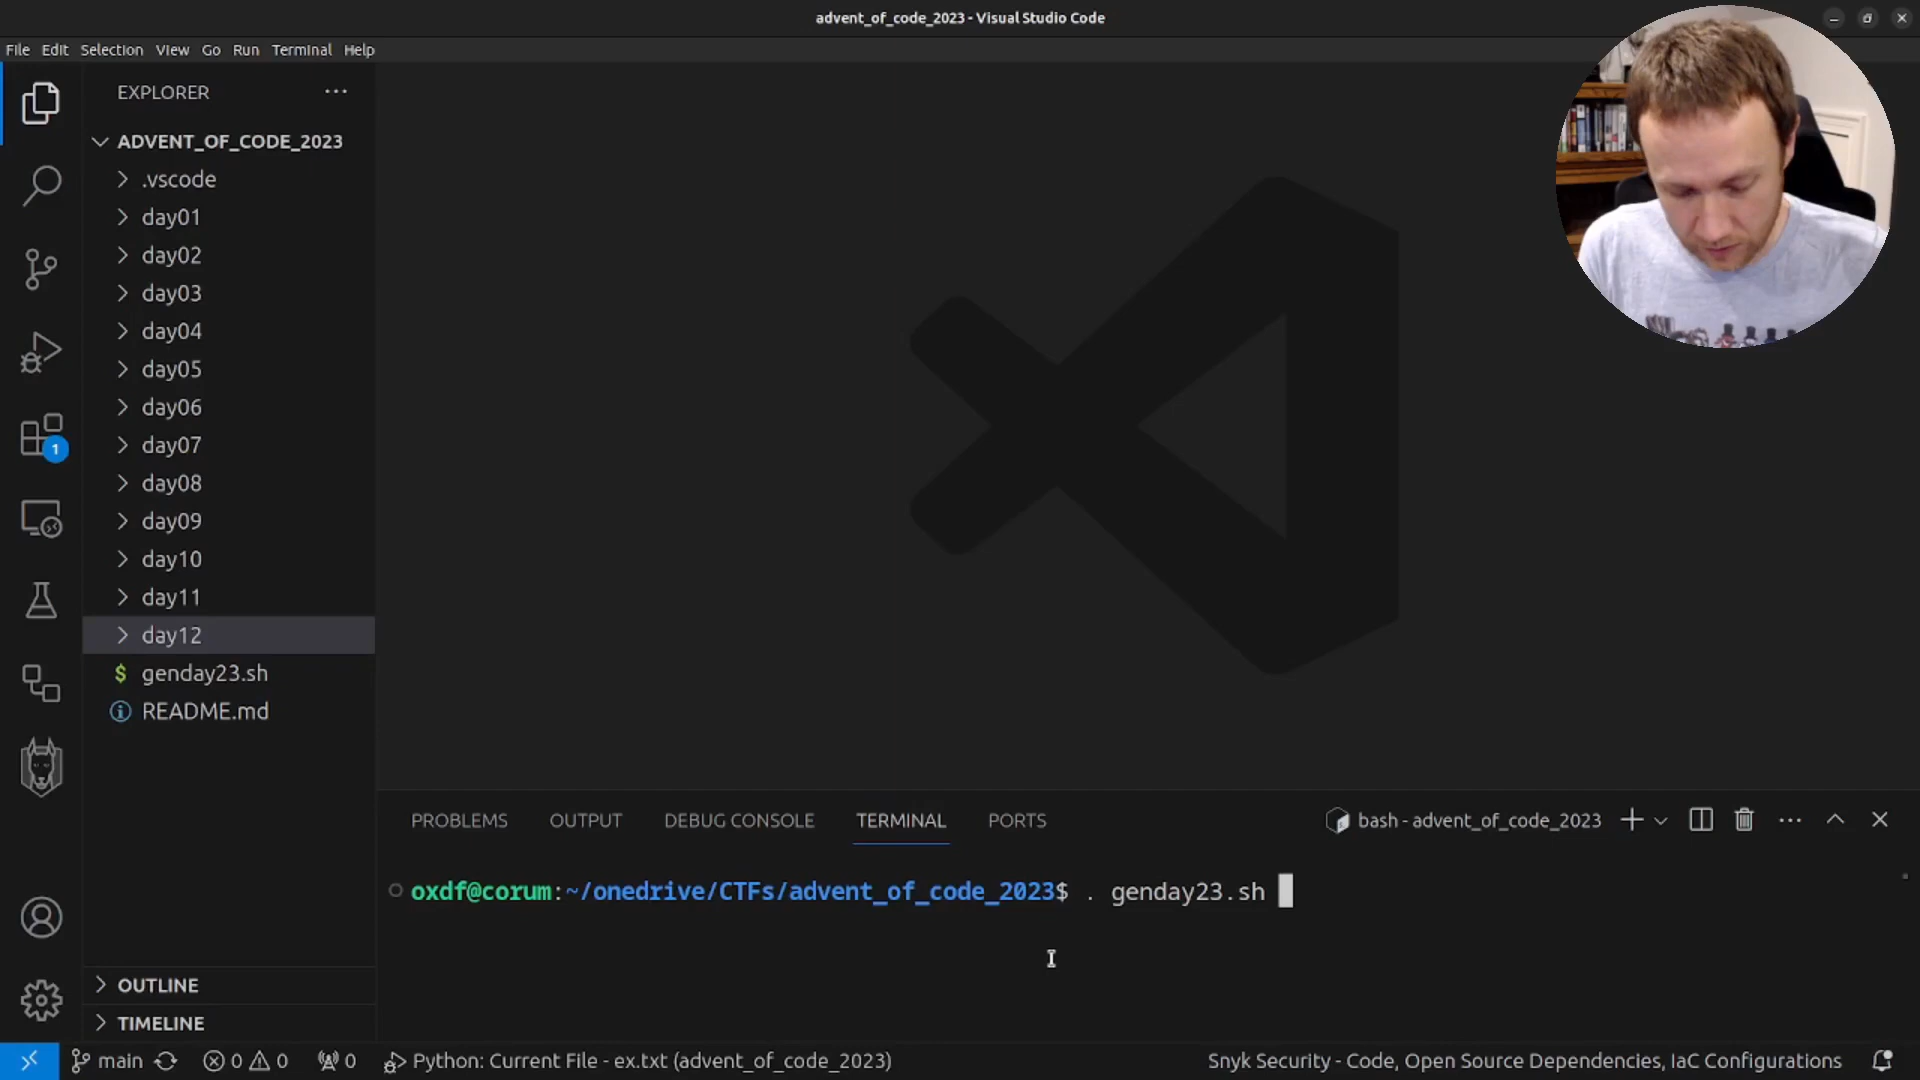 advent_of_code_2023 - Visual Studio Code
File Edit Selection View Go Run Terminal Help
EXPLORER
ADVENT_OF_CODE_2023
.vscode
day01
day02
day03
day04
day05
day06
day07
day08
day09
day10
day11
day12
$ genday23.sh
README.md
1
OUTLINE
TIMELINE
PROBLEMS OUTPUT DEBUG CONSOLE TERMINAL PORTS
bash - advent_of_code_2023
oxdf@corum:~/onedrive/CTFs/advent_of_code_2023$ . genday23.sh
main 0 0 0 Python: Current File - ex.txt (advent_of_code_2023) Snyk Security - Code, Open Source Dependencies, IaC Configurations